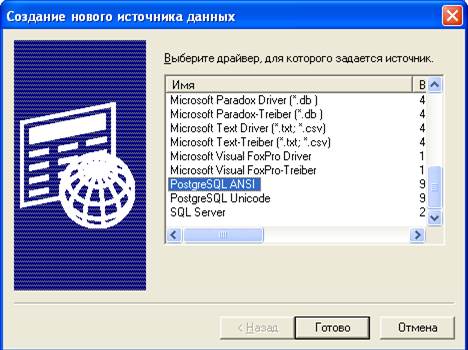 Создание нового источника данных
Выберите драйвер, для которого задается источник.
Имя В
Microsoft Paradox Driver (*.db ) 4
Microsoft Paradox-Treiber (*.db ) 4
Microsoft Text Driver (*.txt; *.csv) 4
Microsoft Text-Treiber (*.txt; *.csv) 4
Microsoft Visual FoxPro Driver 1
Microsoft Visual FoxPro-Treiber 1
PostgreSQL ANSI 9
PostgreSQL Unicode 9
SQL Server 2
< Назад Готово Отмена